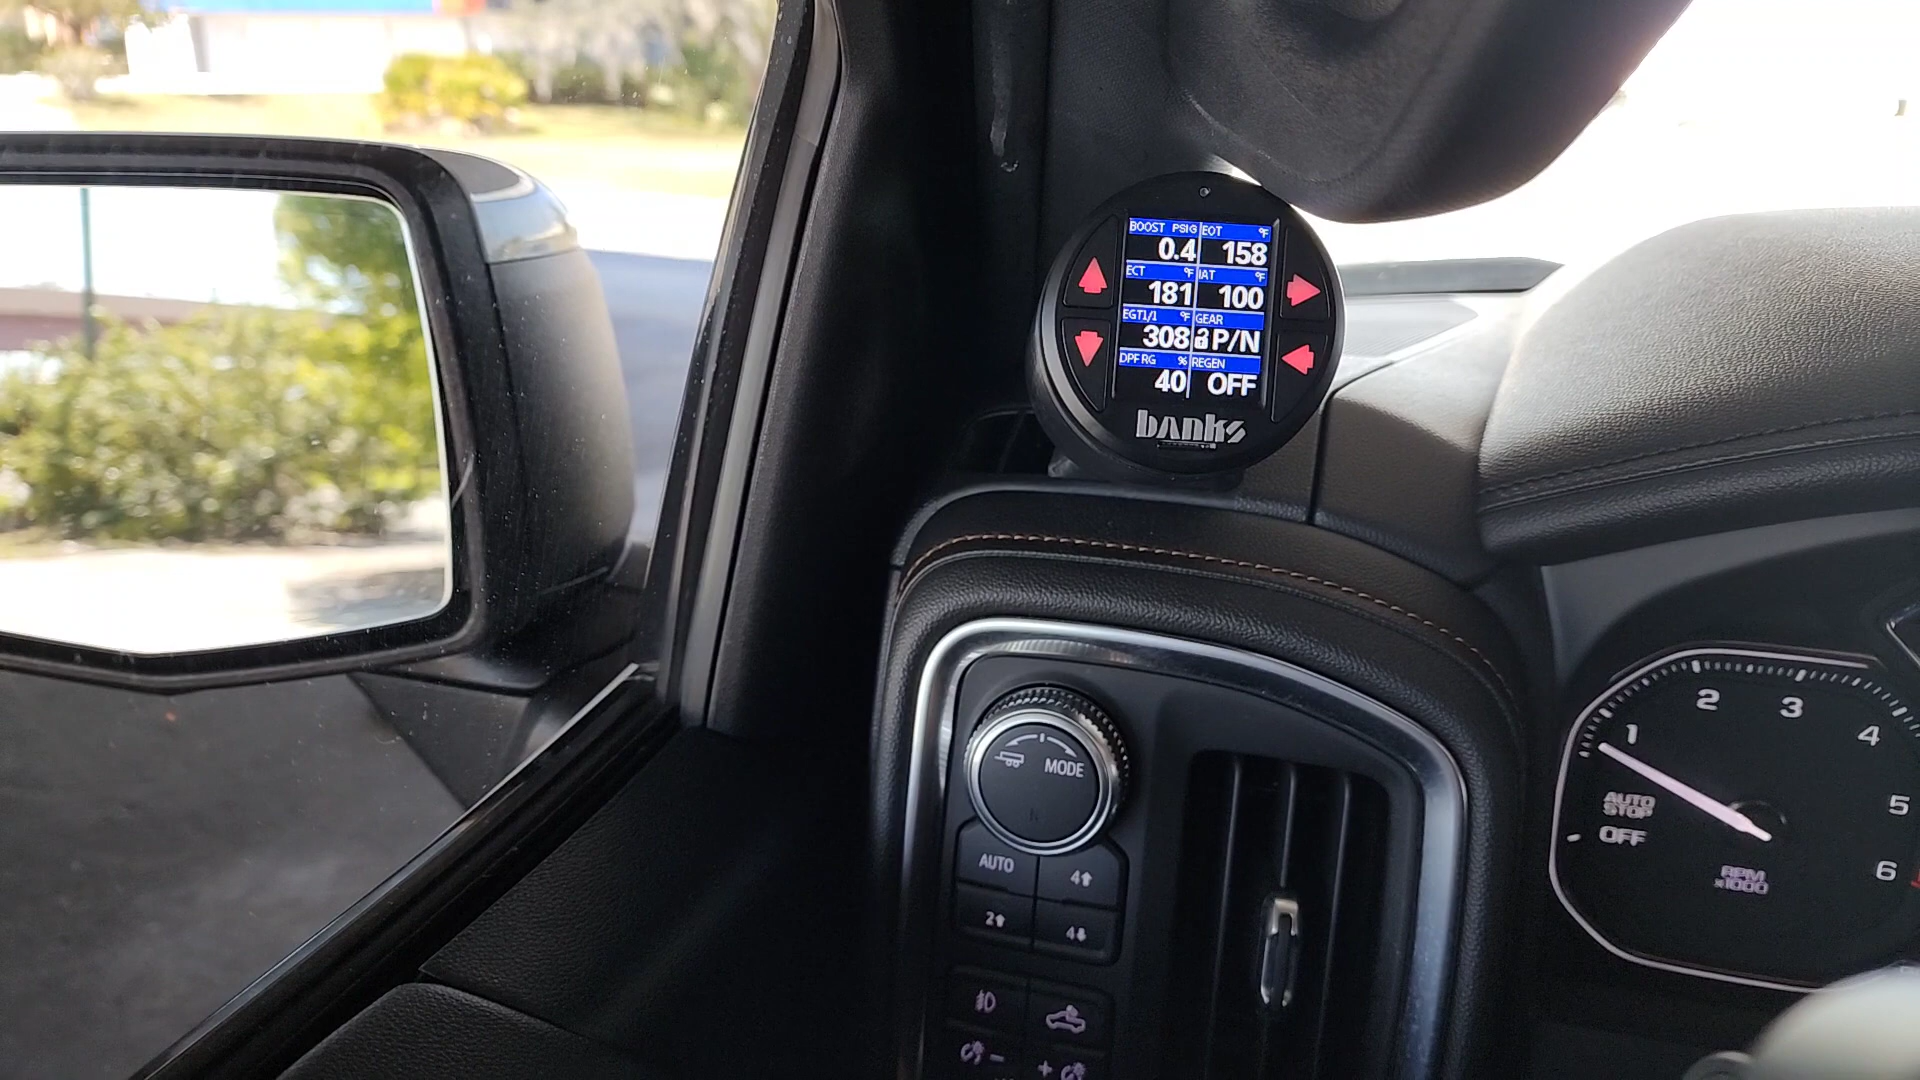 BOOST PSIG EOT °F
0.4 158
ECT °F IAT °F
181 100
EGT1/1 °F GEAR
308 P/N
DPF RG % REGEN
40 OFF
banks
MODE
AUTO
4
2
4
1 2 3 4 5 6
AUTO
STOP
OFF
RPM
x1000